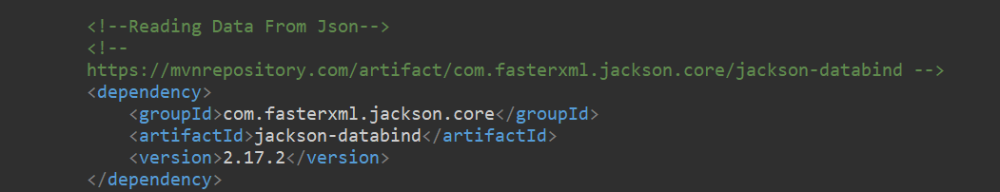 <!--Reading Data From Json-->
<!--
https://mvnrepository.com/artifact/com.fasterxml.jackson.core/jackson-databind -->
<dependency>
    <groupId>com.fasterxml.jackson.core</groupId>
    <artifactId>jackson-databind</artifactId>
    <version>2.17.2</version>
</dependency>